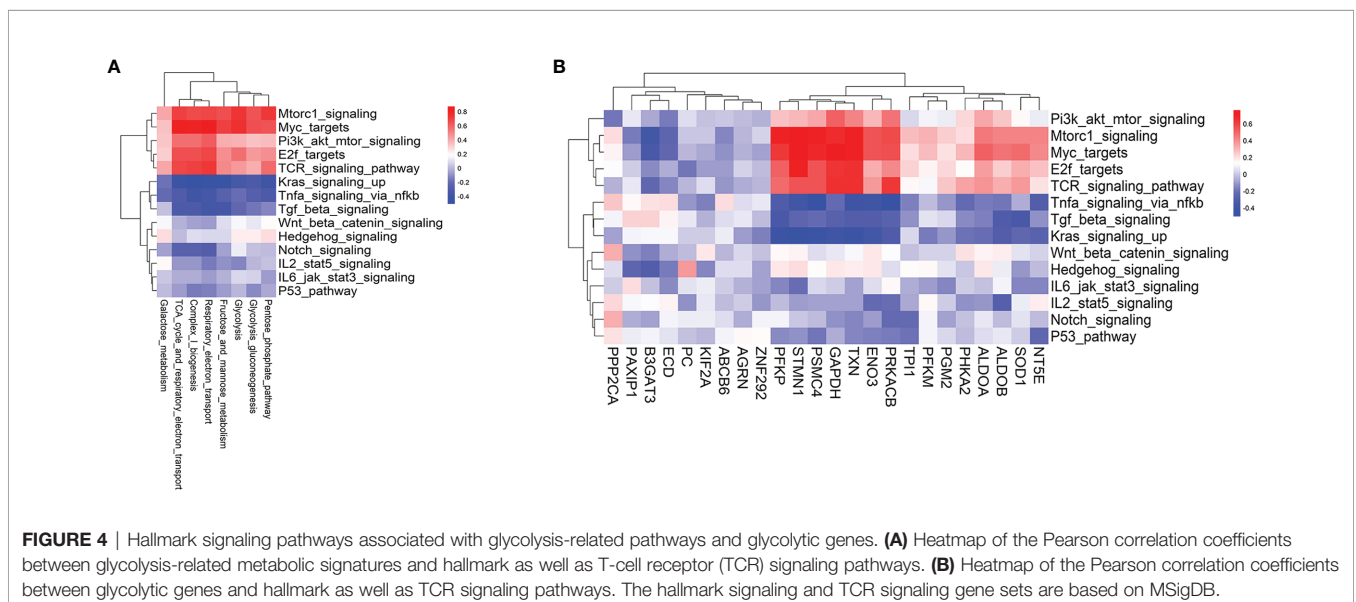 A
Mtorc1_signaling
Myc_targets
Pi3k_akt_mtor_signaling
E2f_targets
TCR_signaling_pathway
Kras_signaling_up
Tnfa_signaling_via_nfkb
Tgf_beta_signaling
Wnt_beta_catenin_signaling
Hedgehog_signaling
Notch_signaling
IL2_stat5_signaling
IL6_jak_stat3_signaling
P53_pathway
0.8
0.6
0.4
0.2
0
-0.2
-0.4
Galactose_metabolism
TCA_cycle_and_respiratory_electron_transport
Complex_I_biogenesis
Respiratory_electron_transport
Fructose_and_mannose_metabolism
Glycolysis
Glycolysis_gluconeogenesis
Pentose_phosphate_pathway
B
Pi3k_akt_mtor_signaling
Mtorc1_signaling
Myc_targets
E2f_targets
TCR_signaling_pathway
Tnfa_signaling_via_nfkb
Tgf_beta_signaling
Kras_signaling_up
Wnt_beta_catenin_signaling
Hedgehog_signaling
IL6_jak_stat3_signaling
IL2_stat5_signaling
Notch_signaling
P53_pathway
0.6
0.4
0.2
0
-0.2
-0.4
PPP2CA
PAXIP1
B3GAT3
ECD
PC
KIF2A
ABCB6
AGRN
ZNF292
PFKP
STMN1
PSMC4
GAPDH
TXN
ENO3
PRKACB
TPI1
PFKM
PGM2
PHKA2
ALDOA
ALDOB
SOD1
NT5E
FIGURE 4 | Hallmark signaling pathways associated with glycolysis-related pathways and glycolytic genes. (A) Heatmap of the Pearson correlation coefficients
between glycolysis-related metabolic signatures and hallmark as well as T-cell receptor (TCR) signaling pathways. (B) Heatmap of the Pearson correlation coefficients
between glycolytic genes and hallmark as well as TCR signaling pathways. The hallmark signaling and TCR signaling gene sets are based on MSigDB.